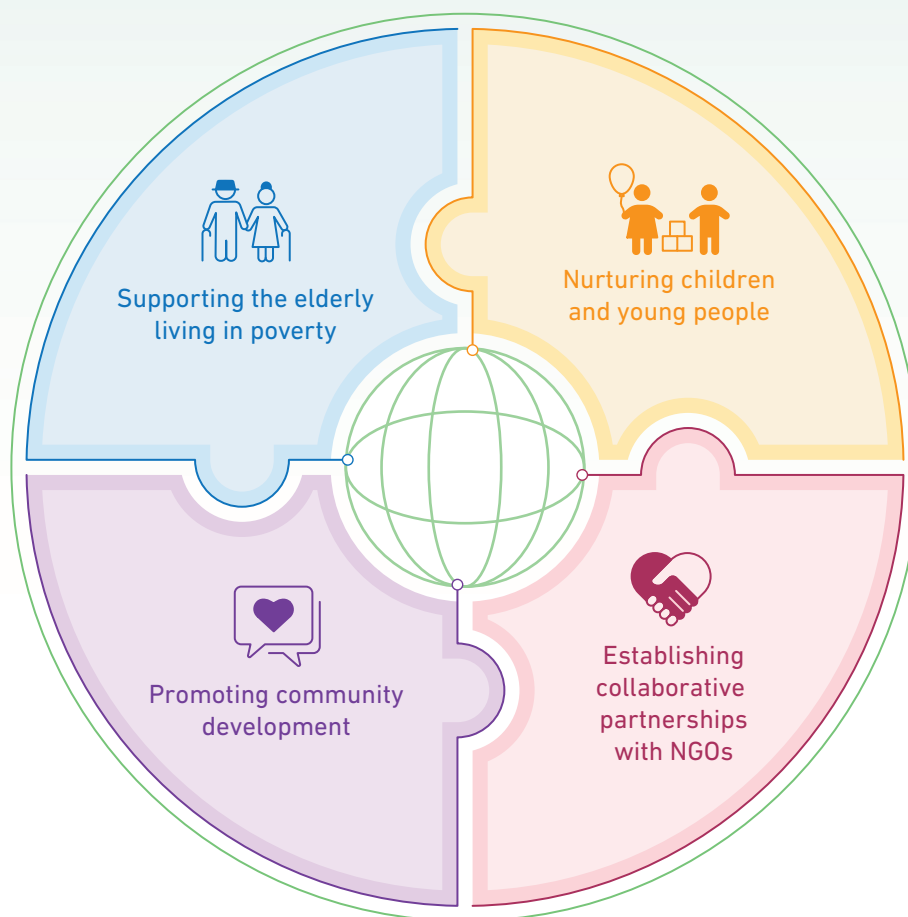 Supporting the elderly
living in poverty
Nurturing children
and young people
Promoting community
development
Establishing
collaborative
partnerships
with NGOs